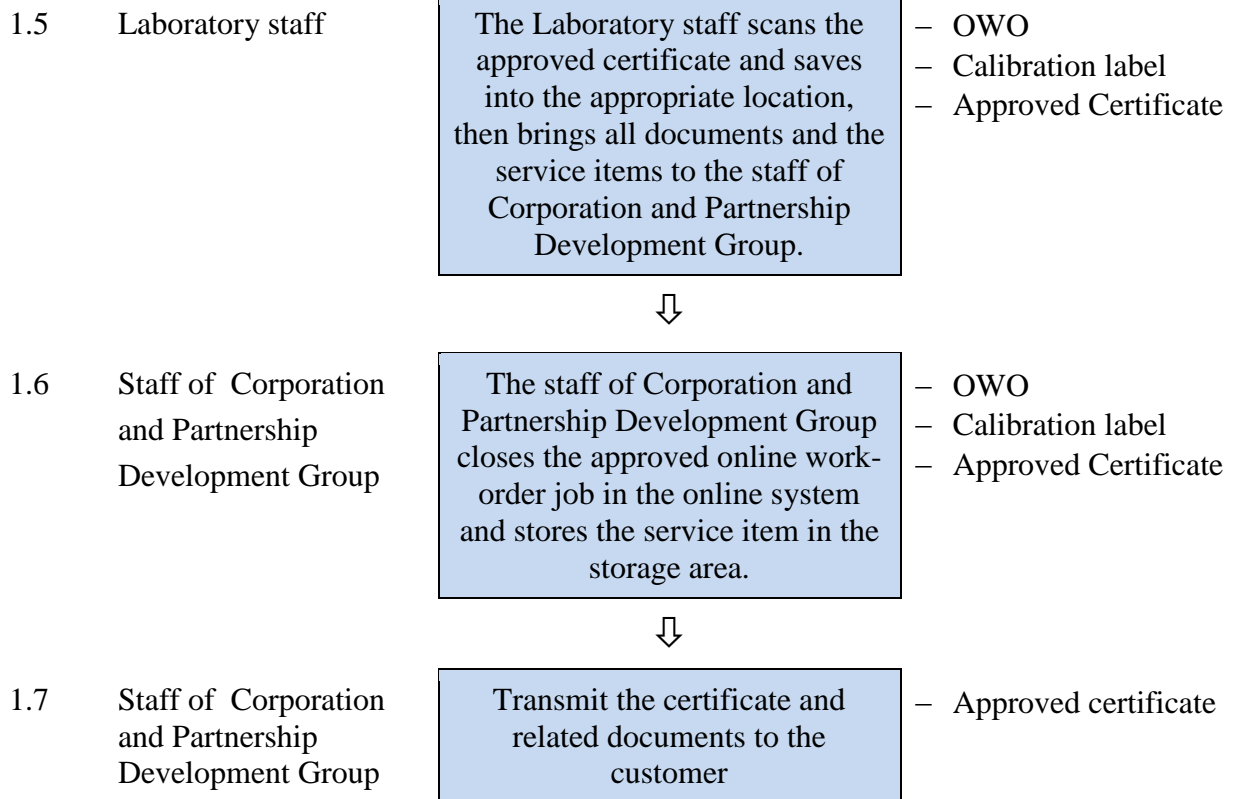 1.5 Laboratory staff
The Laboratory staff scans the
approved certificate and saves
into the appropriate location,
then brings all documents and the
service items to the staff of
Corporation and Partnership
Development Group.
– OWO
– Calibration label
– Approved Certificate
⇩
1.6 Staff of Corporation
and Partnership
Development Group
The staff of Corporation and
Partnership Development Group
closes the approved online work-
order job in the online system
and stores the service item in the
storage area.
– OWO
– Calibration label
– Approved Certificate
⇩
1.7 Staff of Corporation
and Partnership
Development Group
Transmit the certificate and
related documents to the
customer
– Approved certificate